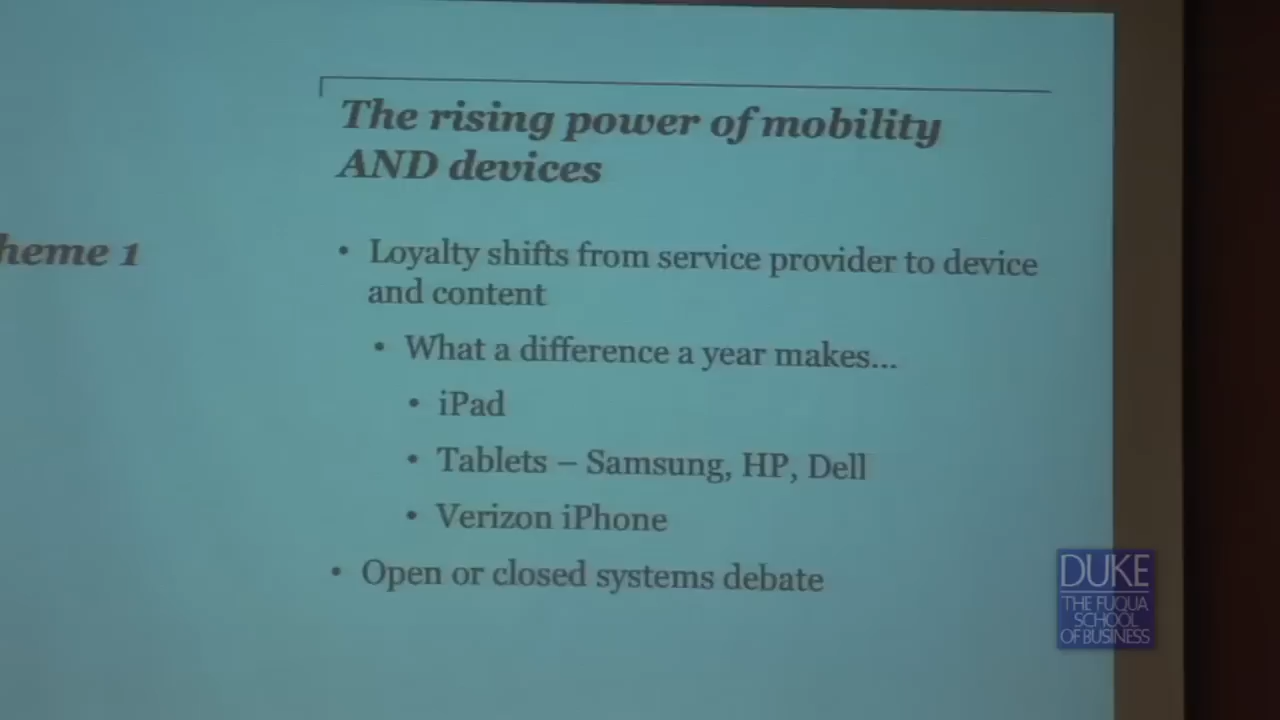 The rising power of mobility
AND devices
heme 1
• Loyalty shifts from service provider to device
and content
• What a difference a year makes...
• iPad
• Tablets – Samsung, HP, Dell
• Verizon iPhone
• Open or closed systems debate
DUKE
THE FUQUA
SCHOOL
OF BUSINESS